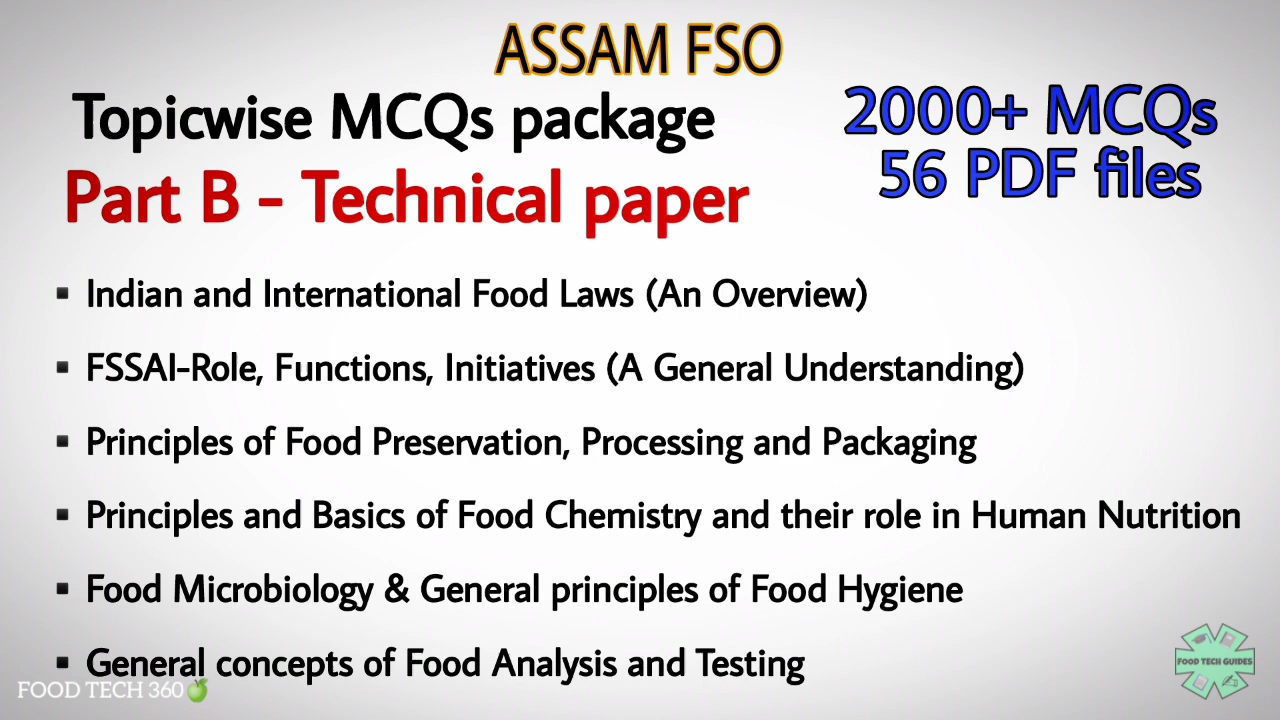 ASSAM FSO
Topicwise MCQs package
Part B - Technical paper
2000+ MCQs
56 PDF files
▪ Indian and International Food Laws (An Overview)
▪ FSSAI-Role, Functions, Initiatives (A General Understanding)
▪ Principles of Food Preservation, Processing and Packaging
▪ Principles and Basics of Food Chemistry and their role in Human Nutrition
▪ Food Microbiology & General principles of Food Hygiene
▪ General concepts of Food Analysis and Testing
FOOD TECH 360
FOOD TECH GUIDES